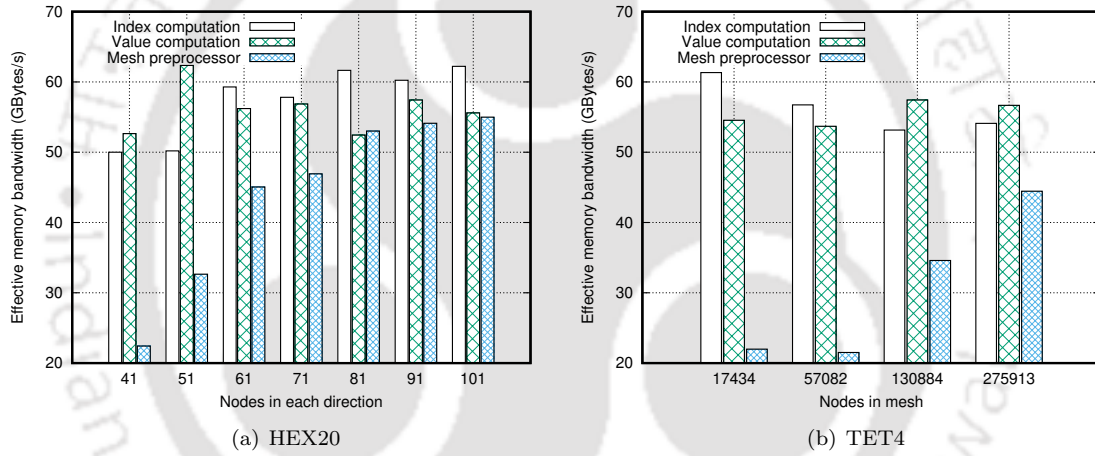 70
60
50
40
30
20
Effective memory bandwidth (GBytes/s)
Index computation
Value computation
Mesh preprocessor
41 51 61 71 81 91 101
Nodes in each direction
(a) HEX20
70
60
50
40
30
20
Effective memory bandwidth (GBytes/s)
Index computation
Value computation
Mesh preprocessor
17434 57082 130884 275913
Nodes in mesh
(b) TET4
Indian